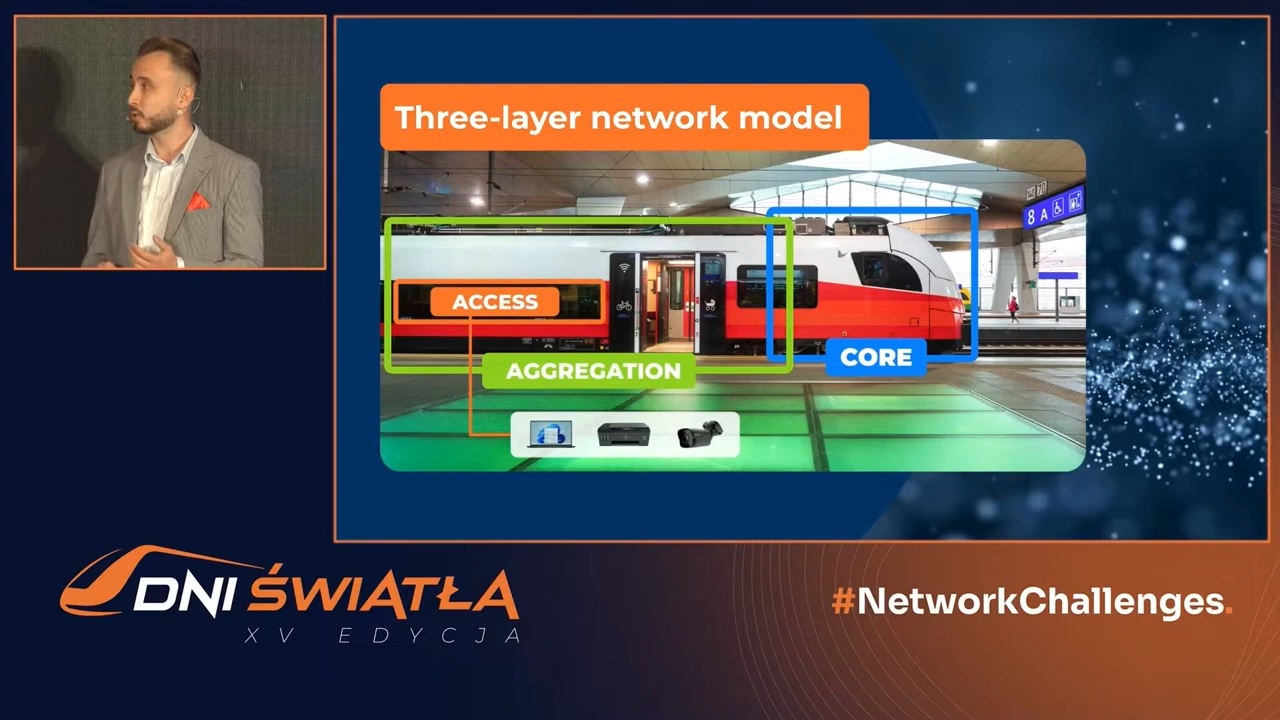 Three-layer network model
8 A
ACCESS
AGGREGATION
CORE
DNI ŚWIATŁA
XV EDYCJA
#NetworkChallenges.